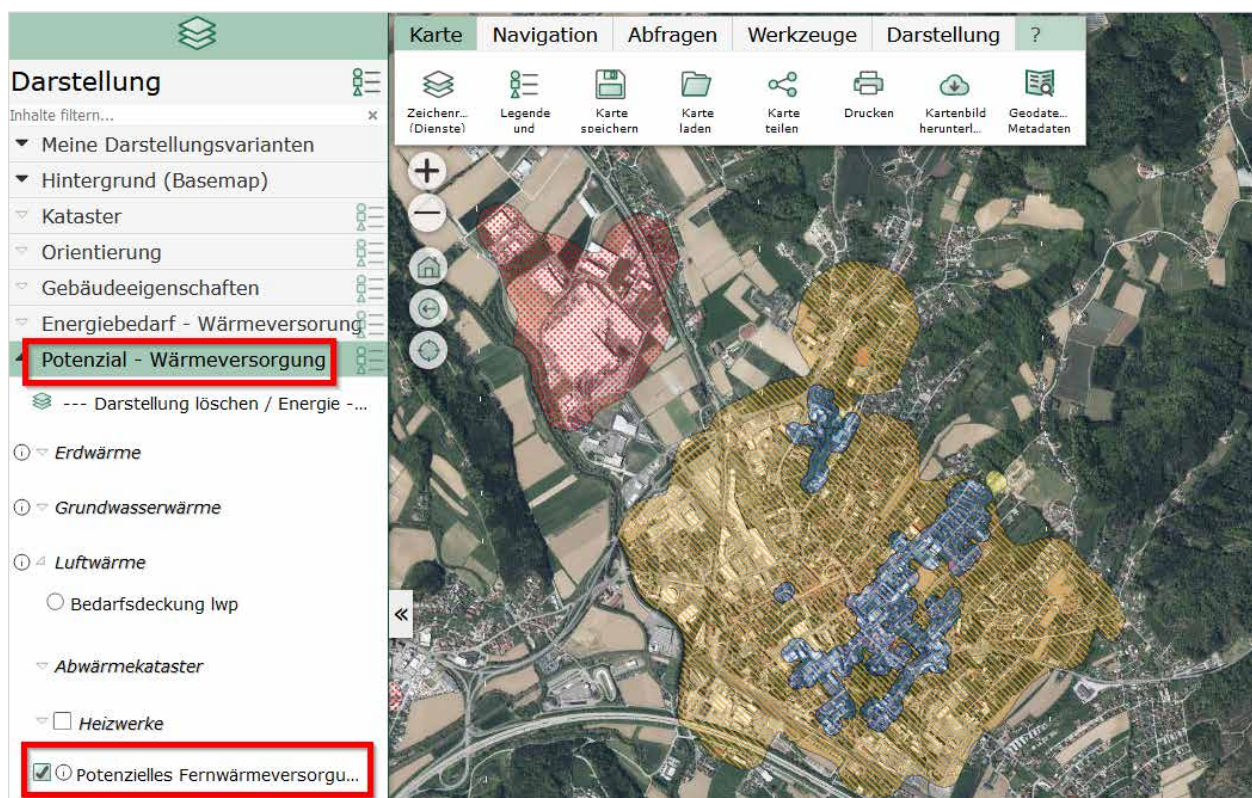 Darstellung
Inhalte filtern... ×
Meine Darstellungsvarianten
Hintergrund (Basemap)
Kataster
Orientierung
Gebäudeeigenschaften
Energiebedarf - Wärmeversorung
Potenzial - Wärmeversorgung
--- Darstellung löschen / Energie -...
Erdwärme
Grundwasserwärme
Luftwärme
Bedarfsdeckung lwp
Abwärmekataster
Heizwerke
Potenzielles Fernwärmeversorgu...
Karte Navigation Abfragen Werkzeuge Darstellung ?
Zeichenr... Legende Karte Karte Karte Drucken Kartenbild Geodate...
(Dienste) und speichern laden teilen herunterl... Metadaten
«